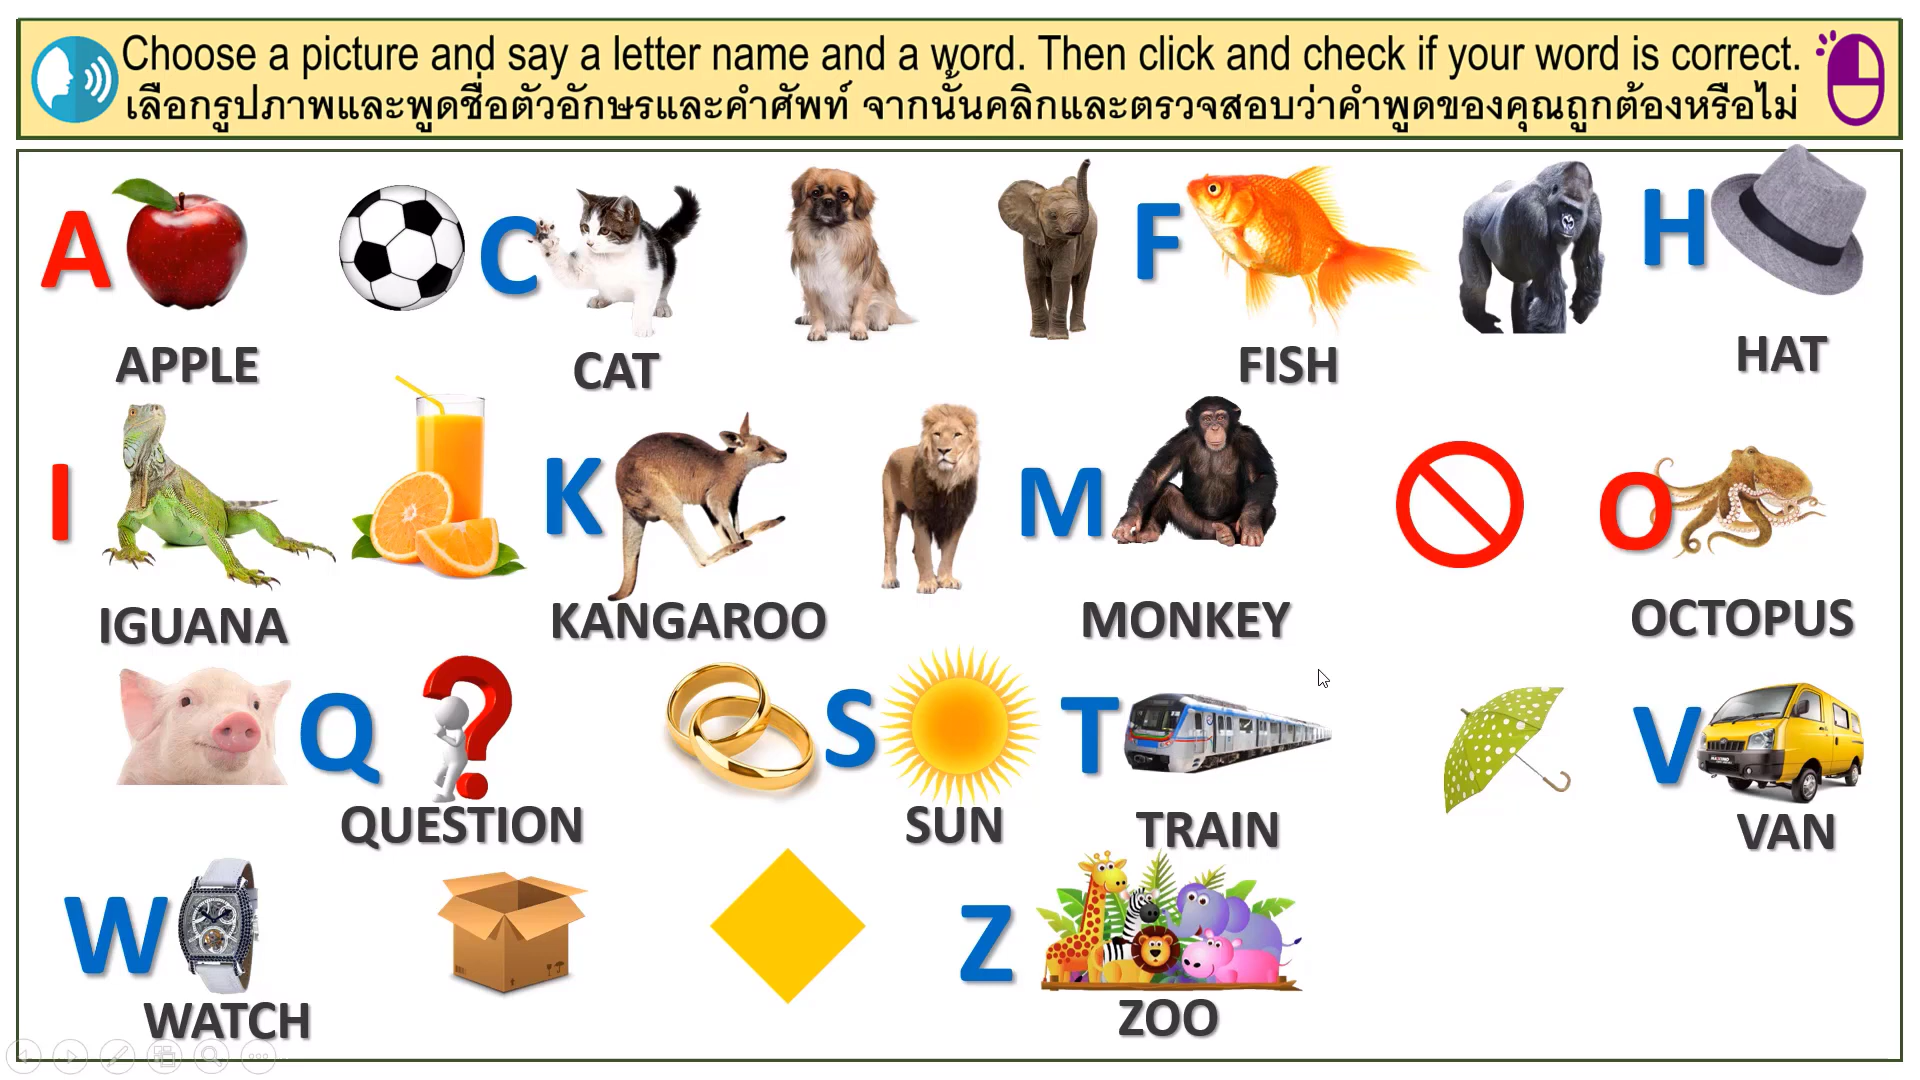 Choose a picture and say a letter name and a word. Then click and check if your word is correct.
เลือกรูปภาพและพูดชื่อตัวอักษรและคำศัพท์ จากนั้นคลิกและตรวจสอบว่าคำพูดของคุณถูกต้องหรือไม่
A C F H
APPLE CAT FISH HAT
I K M O
IGUANA KANGAROO MONKEY OCTOPUS
Q S T V
QUESTION SUN TRAIN VAN
W Z
WATCH ZOO